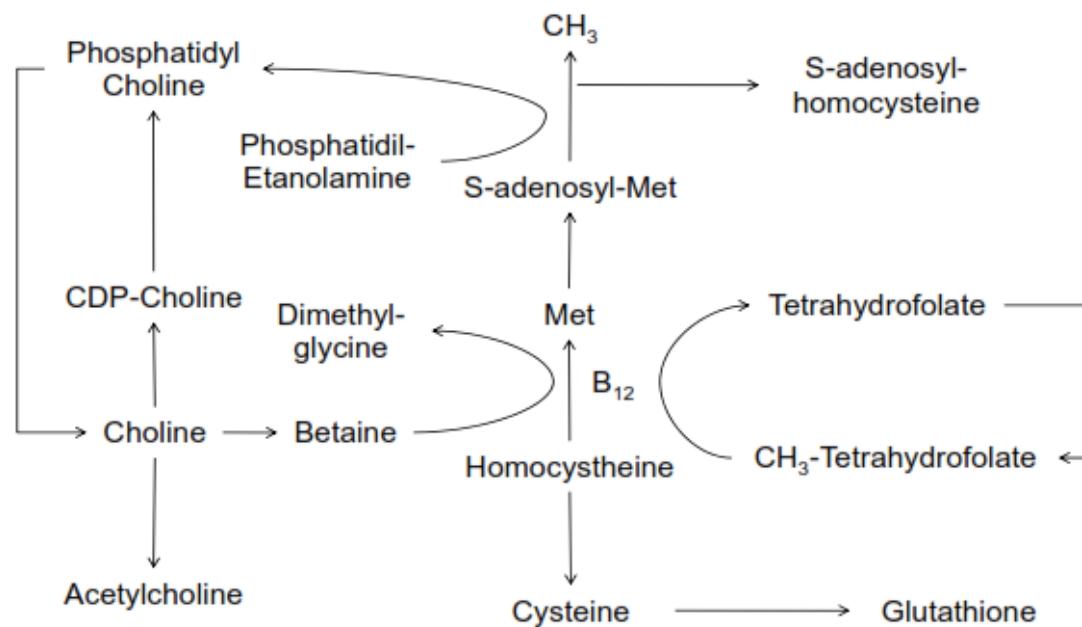 CH3
Phosphatidyl
Choline
S-adenosyl-
homocysteine
Phosphatidil-
Etanolamine
S-adenosyl-Met
CDP-Choline
Dimethyl-
glycine
Met
Tetrahydrofolate
B12
Choline
Betaine
Homocystheine
CH3-Tetrahydrofolate
Acetylcholine
Cysteine
Glutathione